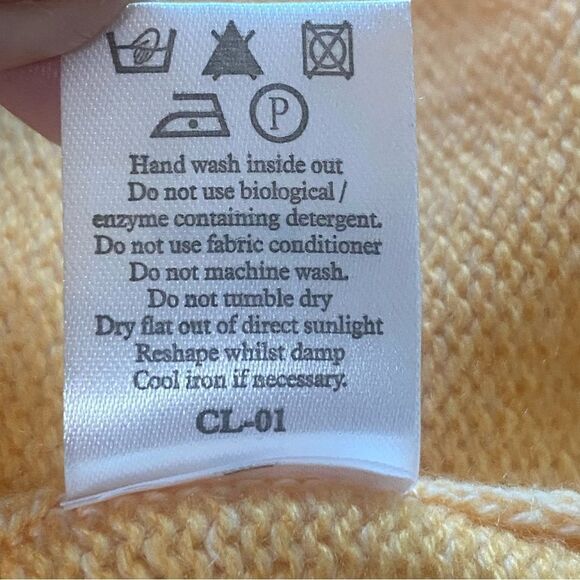 P
Hand wash inside out
Do not use biological /
enzyme containing detergent.
Do not use fabric conditioner
Do not machine wash.
Do not tumble dry
Dry flat out of direct sunlight
Reshape whilst damp
Cool iron if necessary.
CL-01